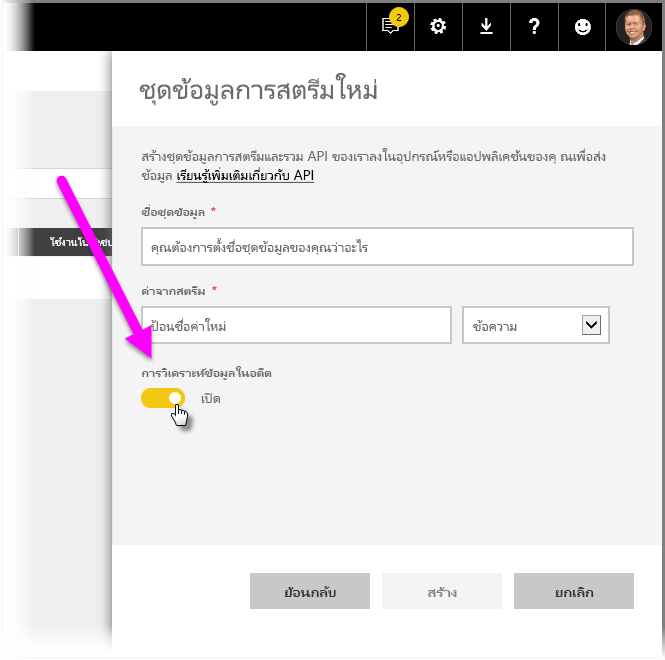 2
?
ชุดข้อมูลการสตรีมใหม่
สร้างชุดข้อมูลการสตรีมและรวม API ของเราลงในอุปกรณ์หรือแอปพลิเคชันของคุ ณเพื่อส่ง
ข้อมูล เรียนรู้เพิ่มเติมเกี่ยวกับ API
ชื่อชุดข้อมูล *
คุณต้องการตั้งชื่อชุดข้อมูลของคุณว่าอะไร
ค่าจากสตรีม *
ป้อนชื่อค่าใหม่
ข้อความ
การวิเคราะห์ข้อมูลในอดีต
เปิด
ย้อนกลับ
สร้าง
ยกเลิก